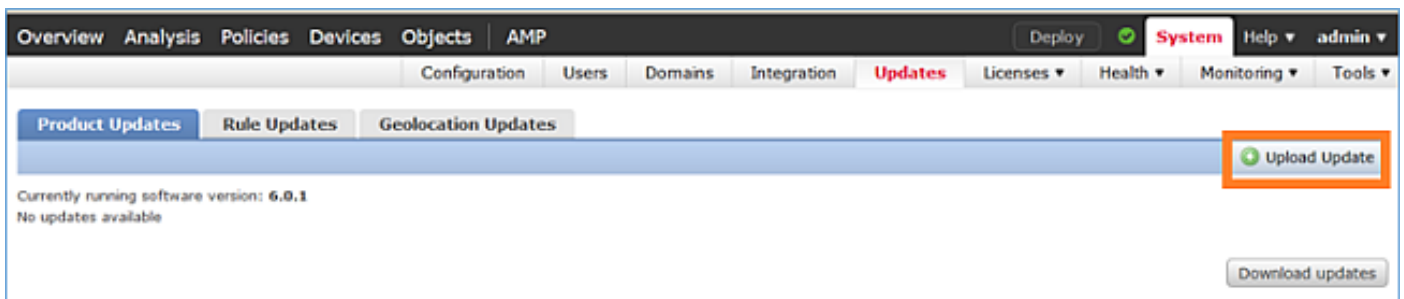 Overview Analysis Policies Devices Objects AMP Deploy System Help admin
Configuration Users Domains Integration Updates Licenses Health Monitoring Tools
Product Updates Rule Updates Geolocation Updates
Upload Update
Currently running software version: 6.0.1
No updates available
Download updates